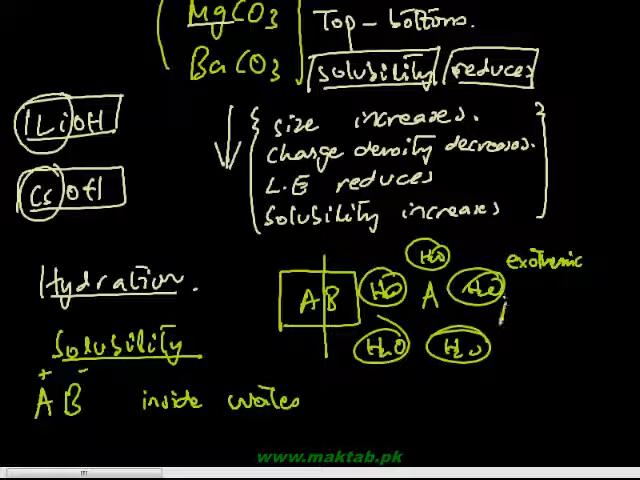 MgCO3
Top - bottom.
BaCO3
solubility reduces
LiOH
size increases.
charge density decreases.
L.E reduces
CsOH
solubility increases
Hydration.
AB
H2O
H2O A H2O
exothermic
H2O H2O
Solubility
+ -
A B inside water
www.maktab.pk